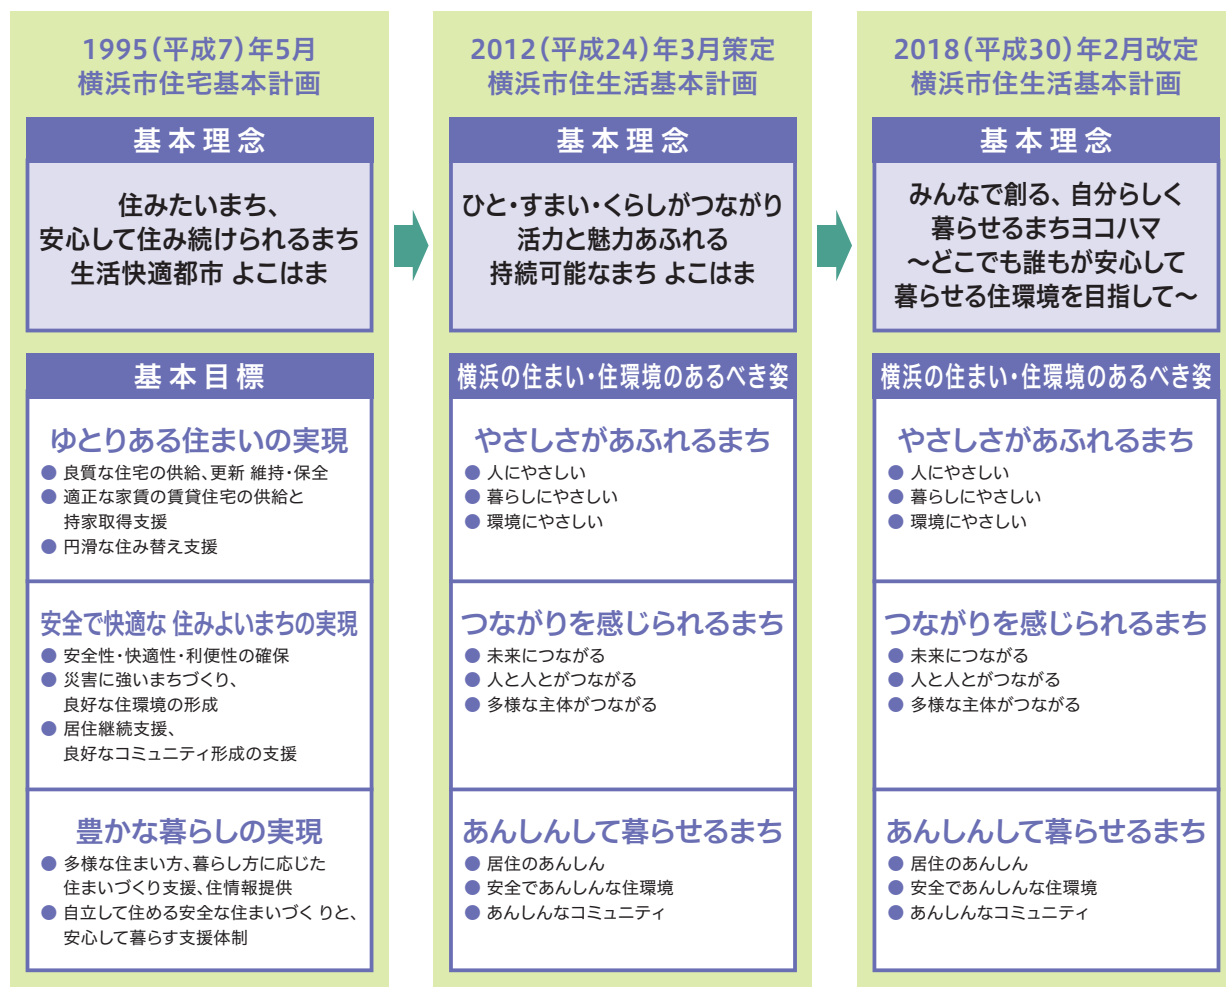 1995(平成7)年5月
横浜市住宅基本計画
基本理念
住みたいまち、
安心して住み続けられるまち
生活快適都市 よこはま
基本目標
ゆとりある住まいの実現
● 良質な住宅の供給、更新 維持・保全
● 適正な家賃の賃貸住宅の供給と
持家取得支援
● 円滑な住み替え支援
安全で快適な 住みよいまちの実現
● 安全性・快適性・利便性の確保
● 災害に強いまちづくり、
良好な住環境の形成
● 居住継続支援、
良好なコミュニティ形成の支援
豊かな暮らしの実現
● 多様な住まい方、暮らし方に応じた
住まいづくり支援、住情報提供
● 自立して住める安全な住まいづく りと、
安心して暮らす支援体制
2012(平成24)年3月策定
横浜市住生活基本計画
基本理念
ひと・すまい・くらしがつながり
活力と魅力あふれる
持続可能なまち よこはま
横浜の住まい・住環境のあるべき姿
やさしさがあふれるまち
● 人にやさしい
● 暮らしにやさしい
● 環境にやさしい
つながりを感じられるまち
● 未来につながる
● 人と人とがつながる
● 多様な主体がつながる
あんしんして暮らせるまち
● 居住のあんしん
● 安全であんしんな住環境
● あんしんなコミュニティ
2018(平成30)年2月改定
横浜市住生活基本計画
基本理念
みんなで創る、自分らしく
暮らせるまちヨコハマ
〜どこでも誰もが安心して
暮らせる住環境を目指して〜
横浜の住まい・住環境のあるべき姿
やさしさがあふれるまち
● 人にやさしい
● 暮らしにやさしい
● 環境にやさしい
つながりを感じられるまち
● 未来につながる
● 人と人とがつながる
● 多様な主体がつながる
あんしんして暮らせるまち
● 居住のあんしん
● 安全であんしんな住環境
● あんしんなコミュニティ